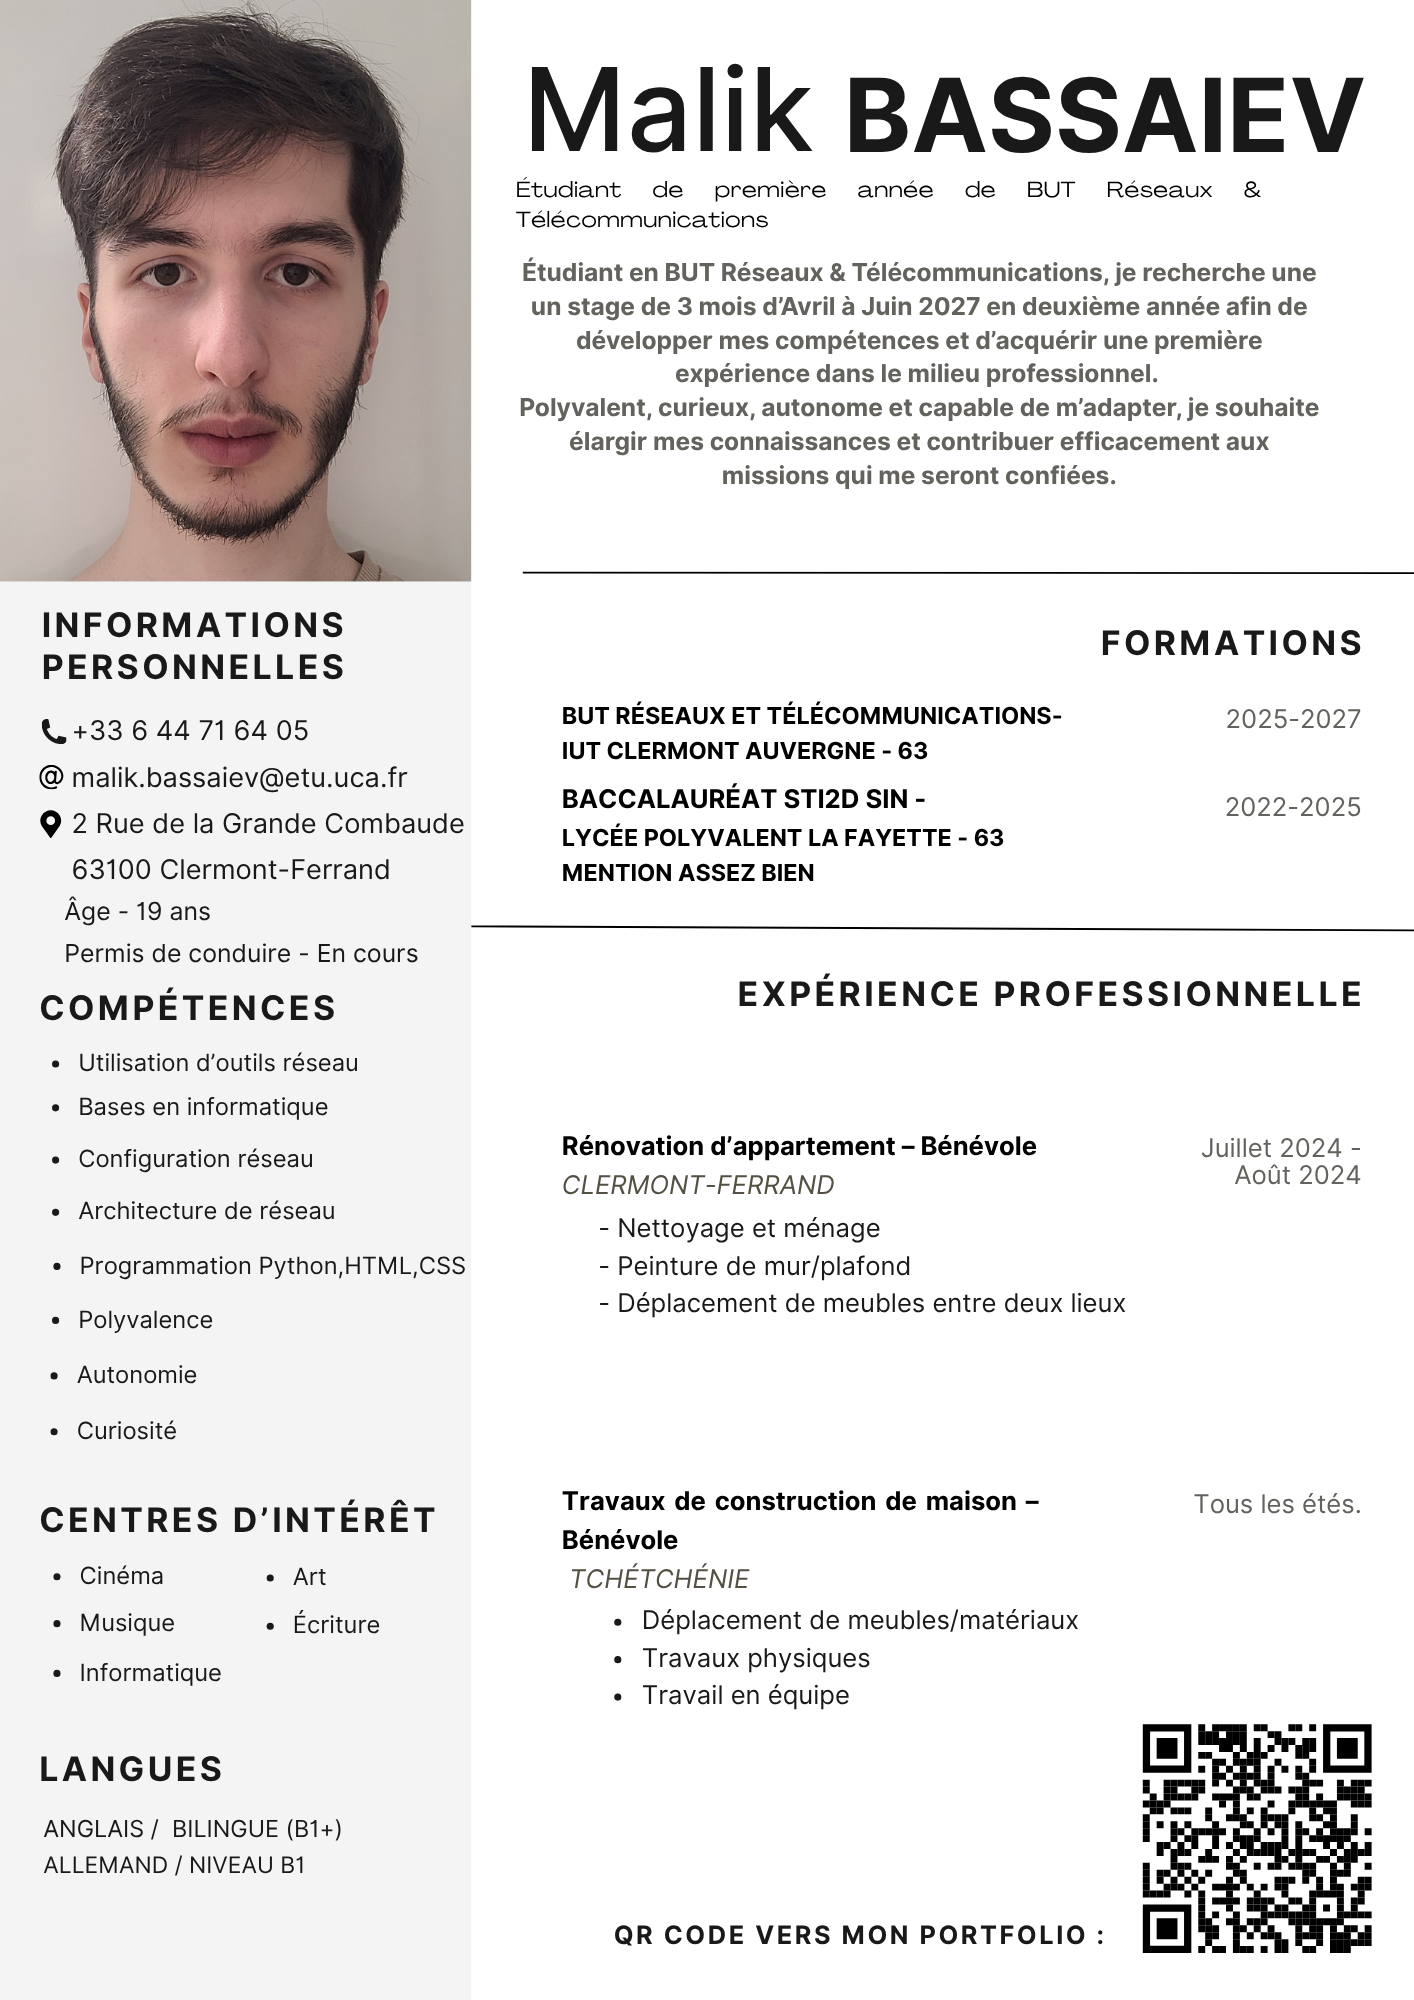 Malik BASSAIEV
Étudiant de première année de BUT Réseaux &
Télécommunications
Étudiant en BUT Réseaux & Télécommunications, je recherche une
un stage de 3 mois d’Avril à Juin 2027 en deuxième année afin de
développer mes compétences et d’acquérir une première
expérience dans le milieu professionnel.
Polyvalent, curieux, autonome et capable de m’adapter, je souhaite
élargir mes connaissances et contribuer efficacement aux
missions qui me seront confiées.
INFORMATIONS
PERSONNELLES
+33 6 44 71 64 05
@ malik.bassaiev@etu.uca.fr
2 Rue de la Grande Combaude
63100 Clermont-Ferrand
Âge - 19 ans
Permis de conduire - En cours
COMPÉTENCES
• Utilisation d’outils réseau
• Bases en informatique
• Configuration réseau
• Architecture de réseau
• Programmation Python,HTML,CSS
• Polyvalence
• Autonomie
• Curiosité
CENTRES D’INTÉRÊT
• Cinéma
• Musique
• Informatique
• Art
• Écriture
LANGUES
ANGLAIS / BILINGUE (B1+)
ALLEMAND / NIVEAU B1
FORMATIONS
BUT RÉSEAUX ET TÉLÉCOMMUNICATIONS- 2025-2027
IUT CLERMONT AUVERGNE - 63
BACCALAURÉAT STI2D SIN - 2022-2025
LYCÉE POLYVALENT LA FAYETTE - 63
MENTION ASSEZ BIEN
EXPÉRIENCE PROFESSIONNELLE
Rénovation d’appartement – Bénévole
Juillet 2024 -
Août 2024
CLERMONT-FERRAND
- Nettoyage et ménage
- Peinture de mur/plafond
- Déplacement de meubles entre deux lieux
Travaux de construction de maison – Tous les étés.
Bénévole
TCHÉTCHÉNIE
• Déplacement de meubles/matériaux
• Travaux physiques
• Travail en équipe
QR CODE VERS MON PORTFOLIO :